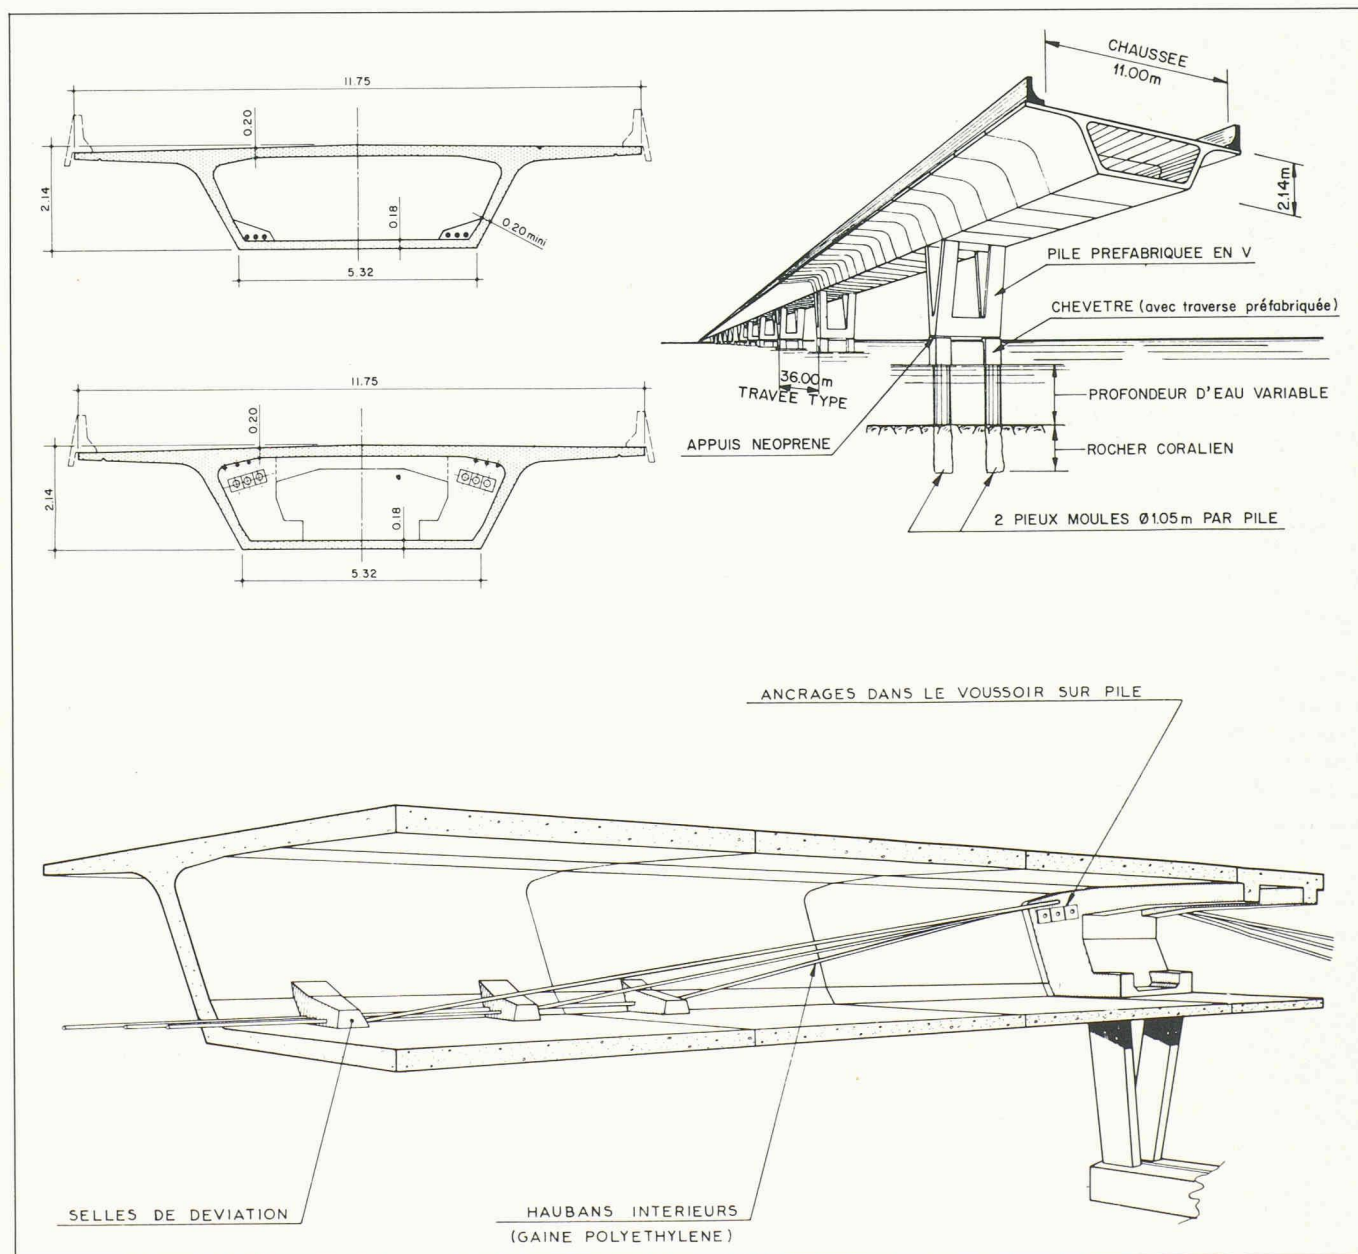 11.75
0.20
2.14
0.18
0.20 mini
5.32
CHAUSSEE
11.00m
2.14m
PILE PREFABRIQUEE EN V
CHEVETRE (avec traverse préfabriquée)
36.00m
TRAVEE TYPE
PROFONDEUR D'EAU VARIABLE
APPUIS NEOPRENE
ROCHER CORALIEN
2 PIEUX MOULES Ø1.05m PAR PILE
11.75
0.20
2.14
0.18
5.32
ANCRAGES DANS LE VOUSSOIR SUR PILE
SELLES DE DEVIATION
HAUBANS INTERIEURS
(GAINE POLYETHYLENE)